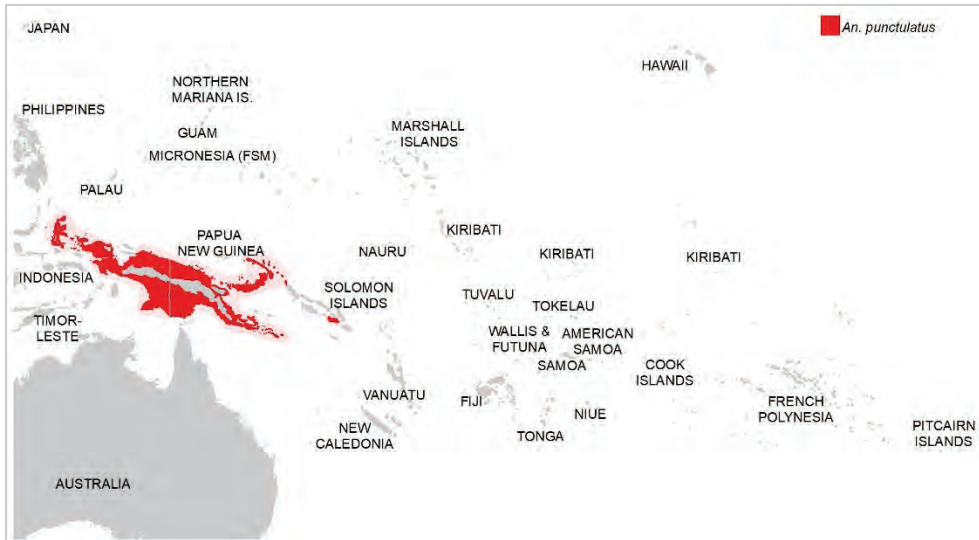 JAPAN
An. punctulatus
HAWAII
NORTHERN
MARIANA IS.
PHILIPPINES
GUAM
MARSHALL
ISLANDS
MICRONESIA (FSM)
PALAU
KIRIBATI
PAPUA
NEW GUINEA
NAURU
KIRIBATI
KIRIBATI
INDONESIA
SOLOMON
ISLANDS
TUVALU
TOKELAU
TIMOR-
LESTE
WALLIS &
FUTUNA
AMERICAN
SAMOA
SAMOA
COOK
ISLANDS
VANUATU
FIJI
FRENCH
POLYNESIA
NIUE
NEW
CALEDONIA
TONGA
PITCAIRN
ISLANDS
AUSTRALIA